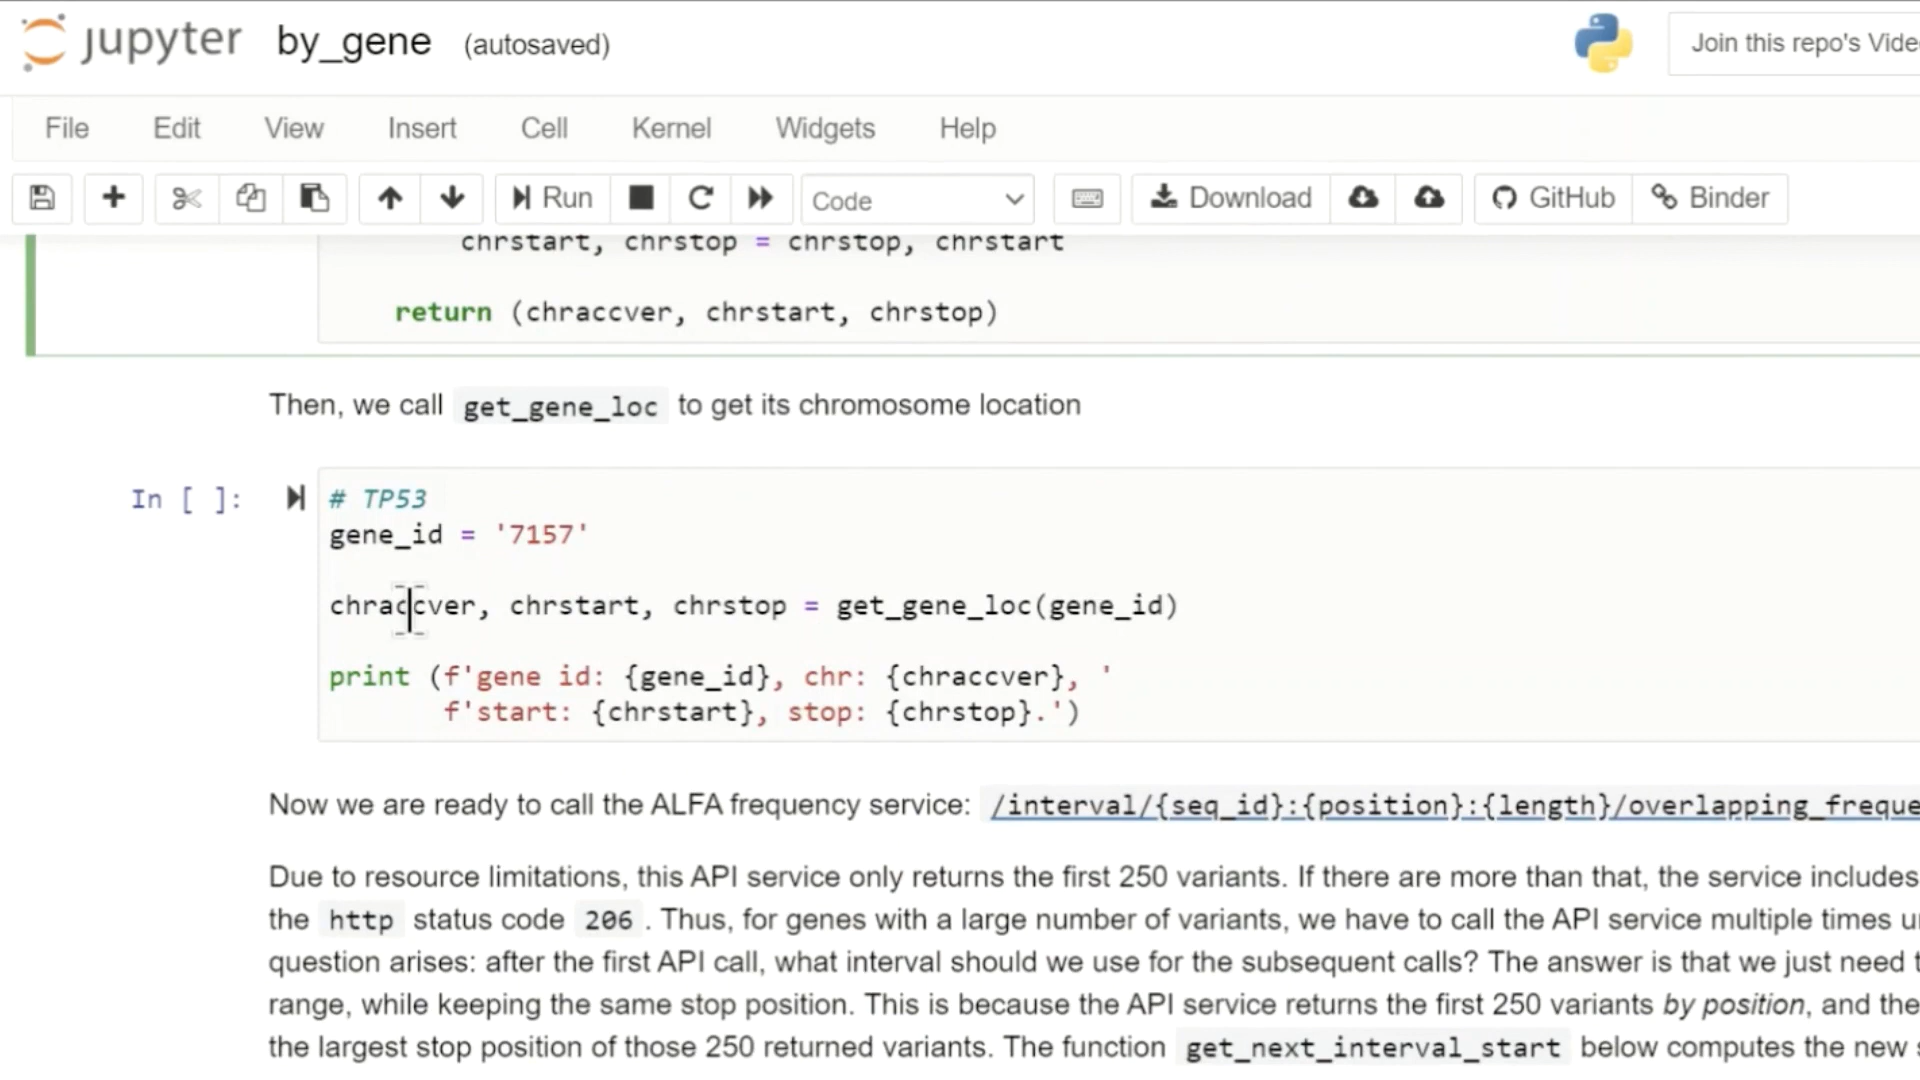 jupyter by_gene (autosaved) Join this repo's Vide
File Edit View Insert Cell Kernel Widgets Help
Run Code Download GitHub Binder
chrstart, chrstop = chrstop, chrstart
return (chraccver, chrstart, chrstop)
Then, we call get_gene_loc to get its chromosome location
In [ ]: # TP53
gene_id = '7157'
chraccver, chrstart, chrstop = get_gene_loc(gene_id)
print (f'gene id: {gene_id}, chr: {chraccver}, '
f'start: {chrstart}, stop: {chrstop}.')
Now we are ready to call the ALFA frequency service: /interval/{seq_id}:{position}:{length}/overlapping_freque
Due to resource limitations, this API service only returns the first 250 variants. If there are more than that, the service includes
the http status code 206 . Thus, for genes with a large number of variants, we have to call the API service multiple times
question arises: after the first API call, what interval should we use for the subsequent calls? The answer is that we just need
range, while keeping the same stop position. This is because the API service returns the first 250 variants by position, and the
the largest stop position of those 250 returned variants. The function get_next_interval_start below computes the new